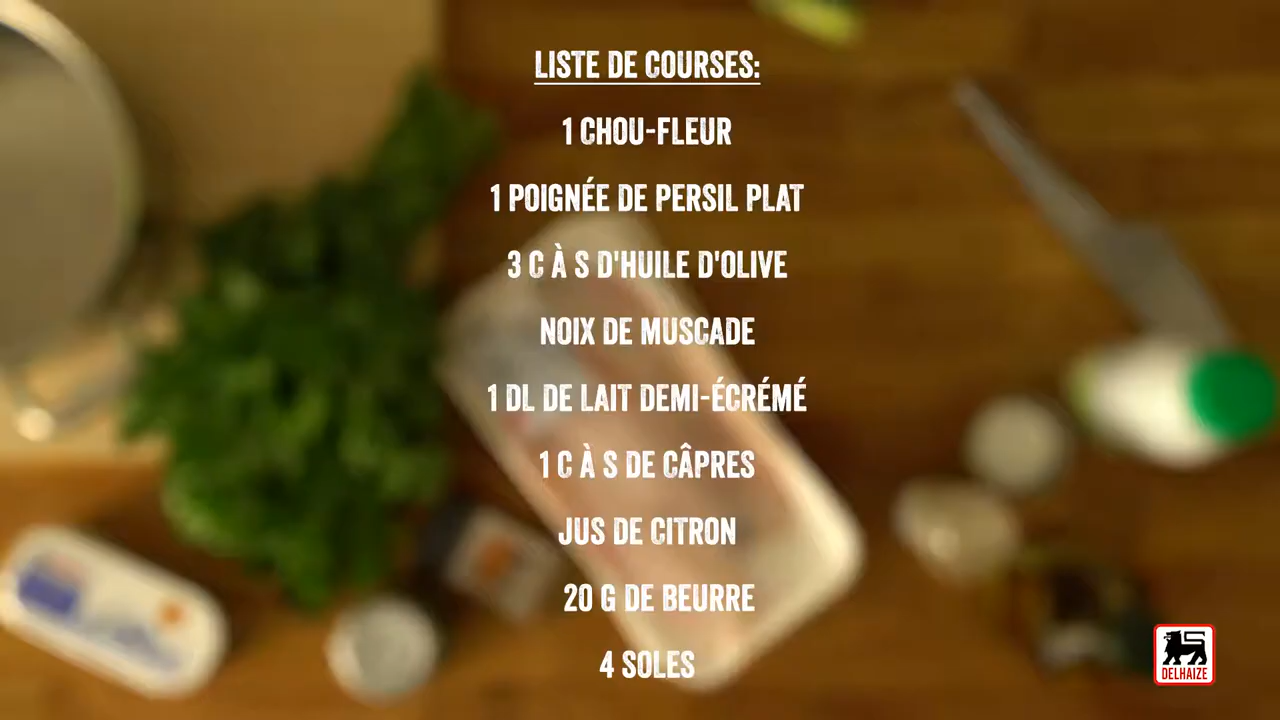 LISTE DE COURSES:
1 CHOU-FLEUR
1 POIGNÉE DE PERSIL PLAT
3 C À S D'HUILE D'OLIVE
NOIX DE MUSCADE
1 DL DE LAIT DEMI-ÉCRÉMÉ
1 C À S DE CÂPRES
JUS DE CITRON
20 G DE BEURRE
4 SOLES
DELHAIZE